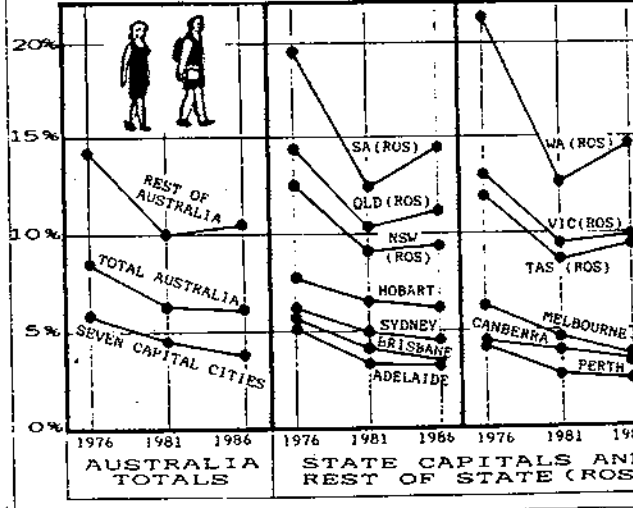 20%
15%
10%
5%
0%
REST OF
AUSTRALIA
TOTAL AUSTRALIA
SEVEN CAPITAL CITIES
1976 1981 1986
AUSTRALIA
TOTALS
SA(ROS)
QLD(ROS)
NSW
(ROS)
HOBART
SYDNEY
BRISBANE
ADELAIDE
1976 1981 1986
WA(ROS)
VIC(ROS)
TAS (ROS)
MELBOURNE
CANBERRA
PERTH
1976 1981 198
STATE CAPITALS AN
REST OF STATE (ROS